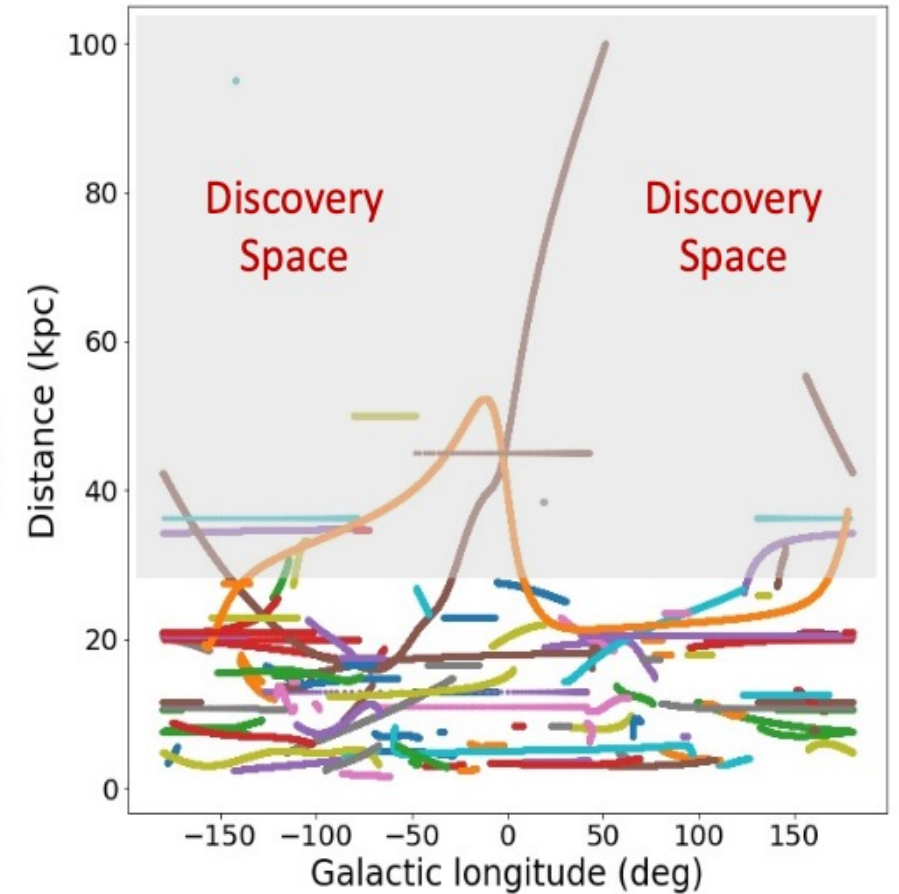 100
80
60
40
20
0
Distance (kpc)
Discovery
Space
Discovery
Space
−150 −100 −50 0 50 100 150
Galactic longitude (deg)